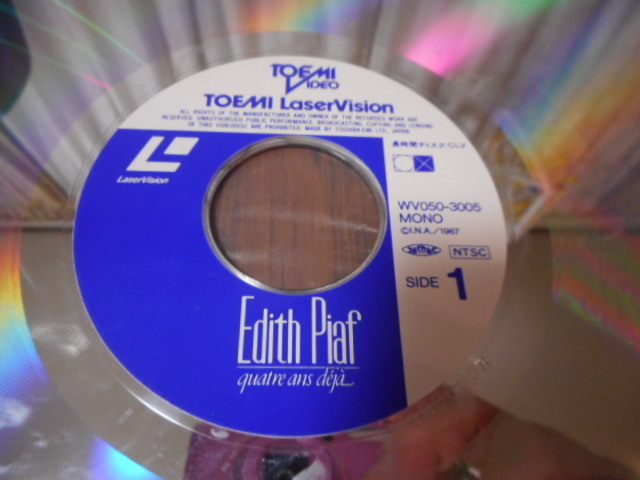 TOEMI
VIDEO
TOEMI LaserVision
ALL RIGHTS OF THE MANUFACTURER AND OWNER OF THE RECORDED WORK ARE
RESERVED. UNAUTHORIZED PUBLIC PERFORMANCE, BROADCASTING, COPYING AND LENDING
OF THIS VIDEODISC ARE PROHIBITED. MADE BY TOSHIBA-EMI LTD. JAPAN
L
LaserVision
長時間ディスク/CLV
WV050-3005
MONO
©I.N.A./1967
NTSC
SIDE 1
Edith Piaf
quatre ans déjà...